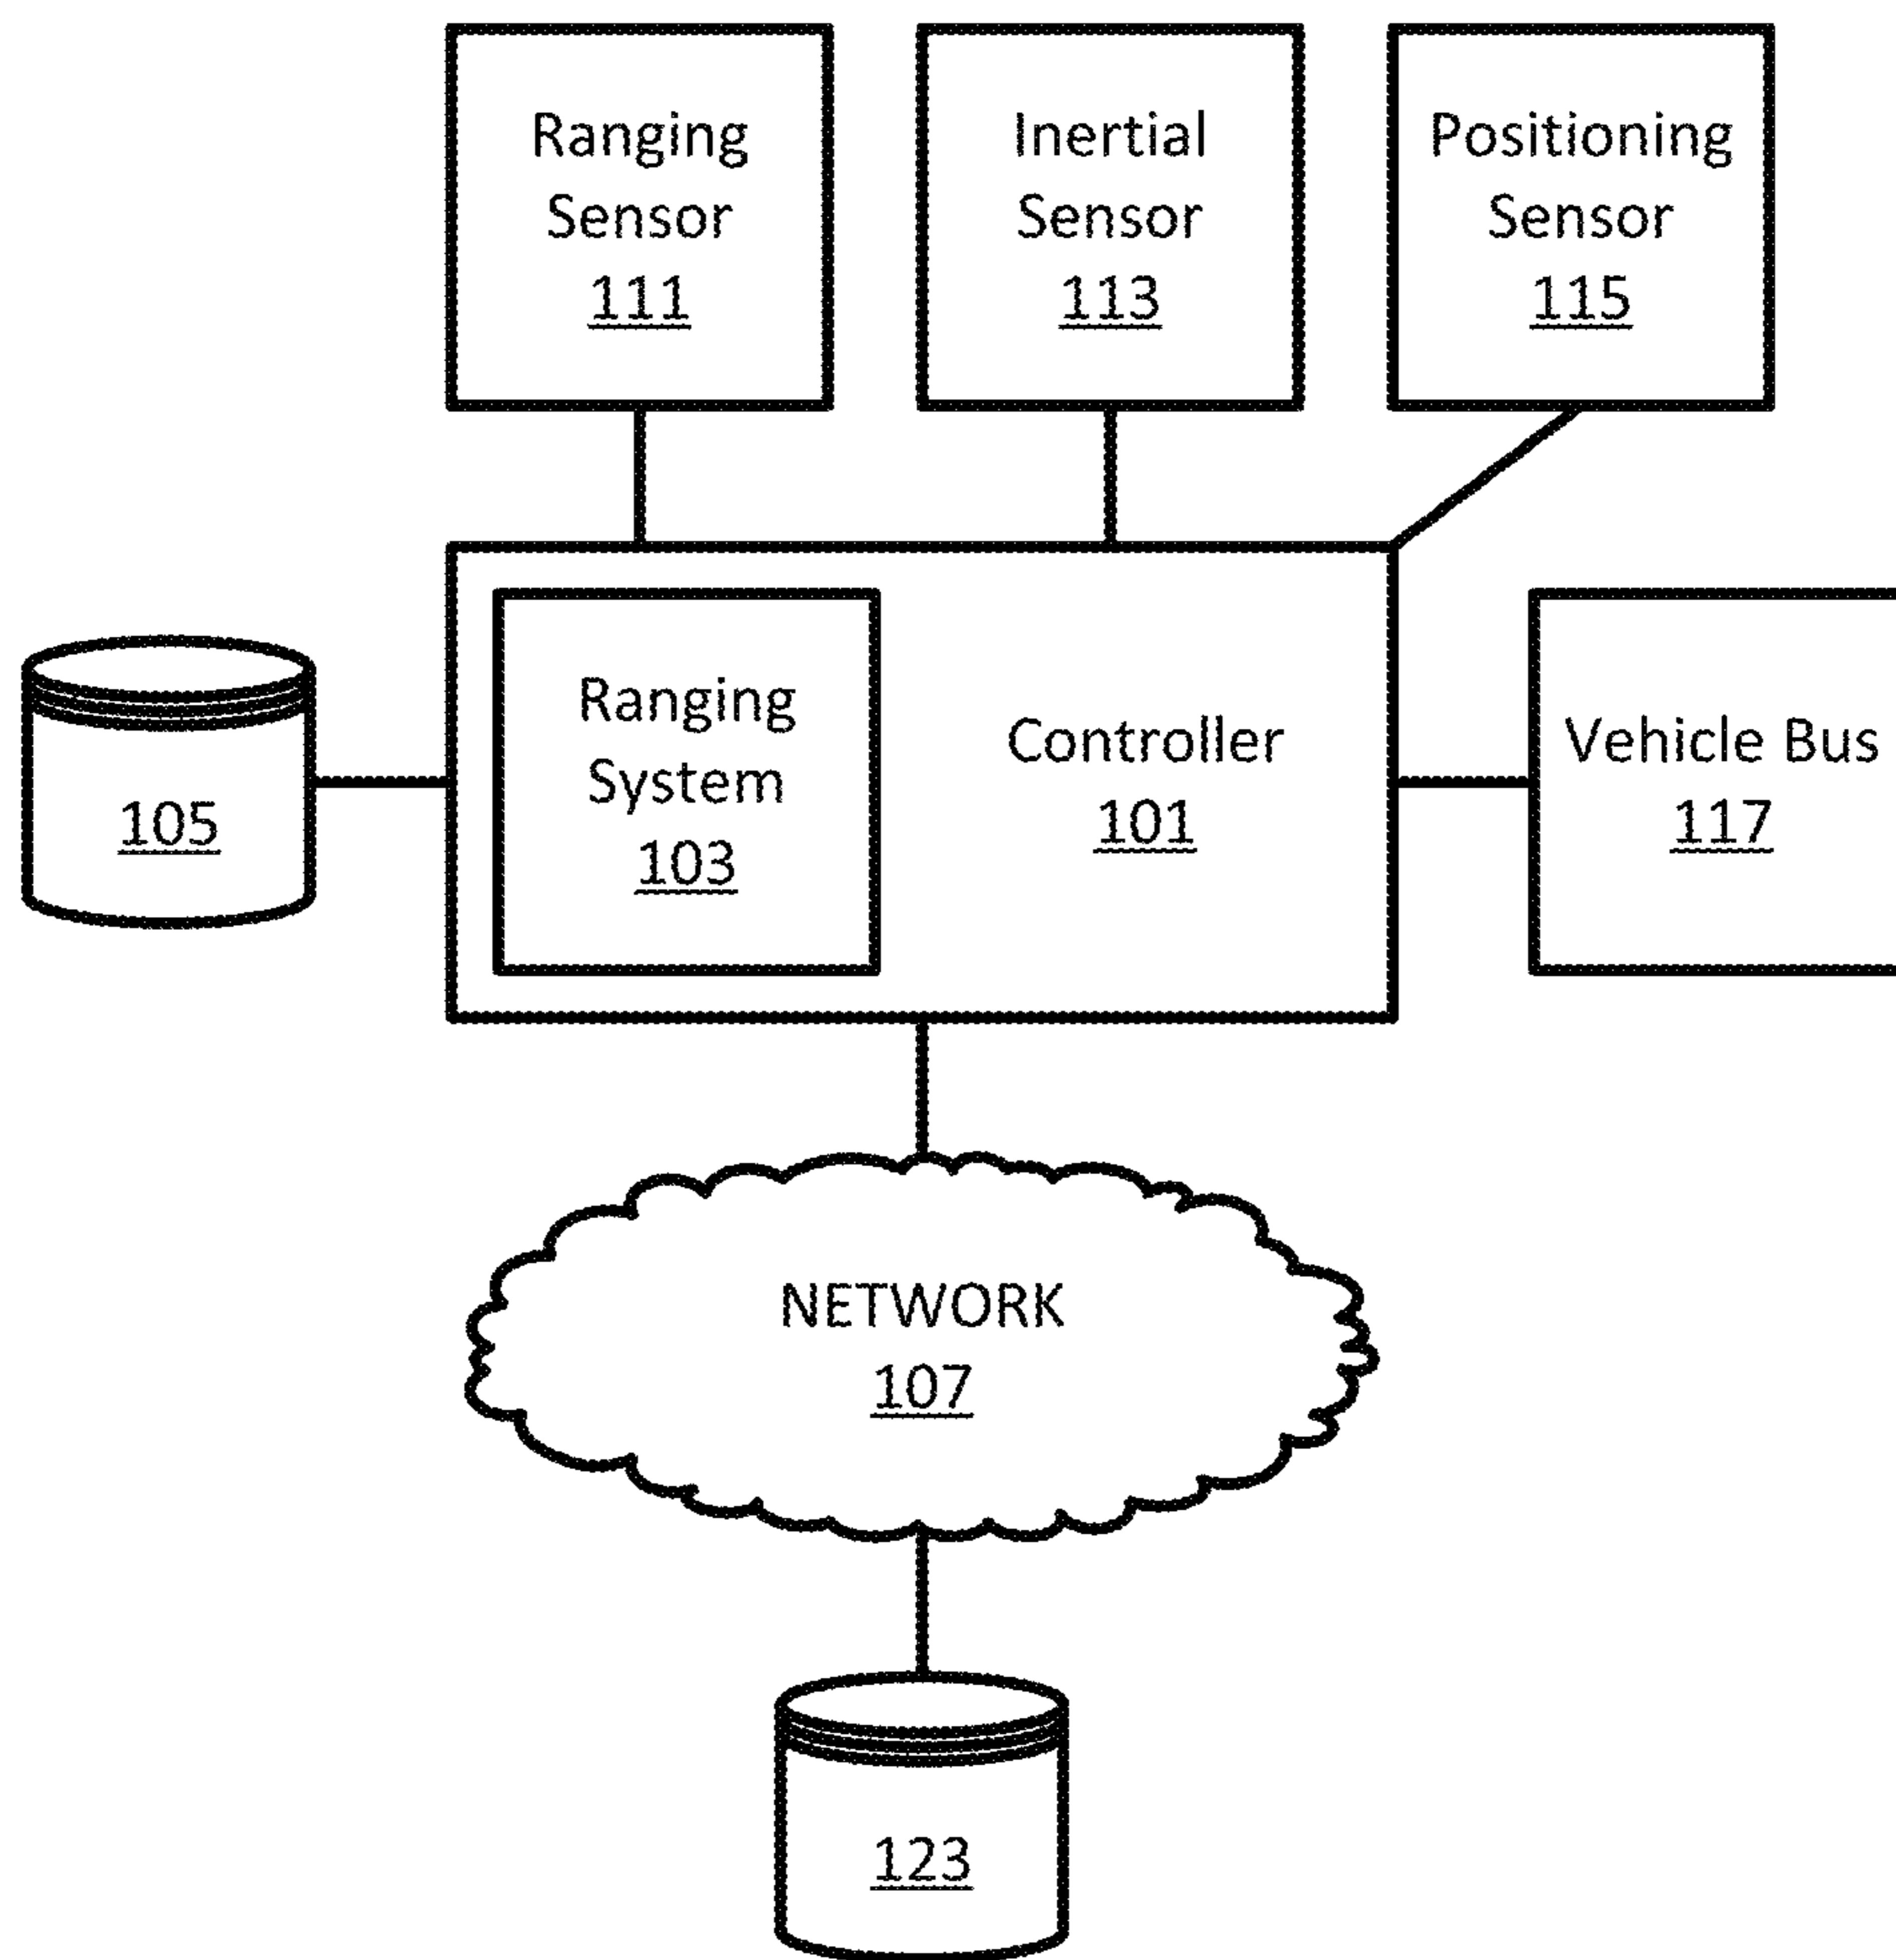 Ranging
Sensor
111
Inertial
Sensor
113
Positioning
Sensor
115
105
Ranging
System
103
Controller
101
Vehicle Bus
117
NETWORK
107
123